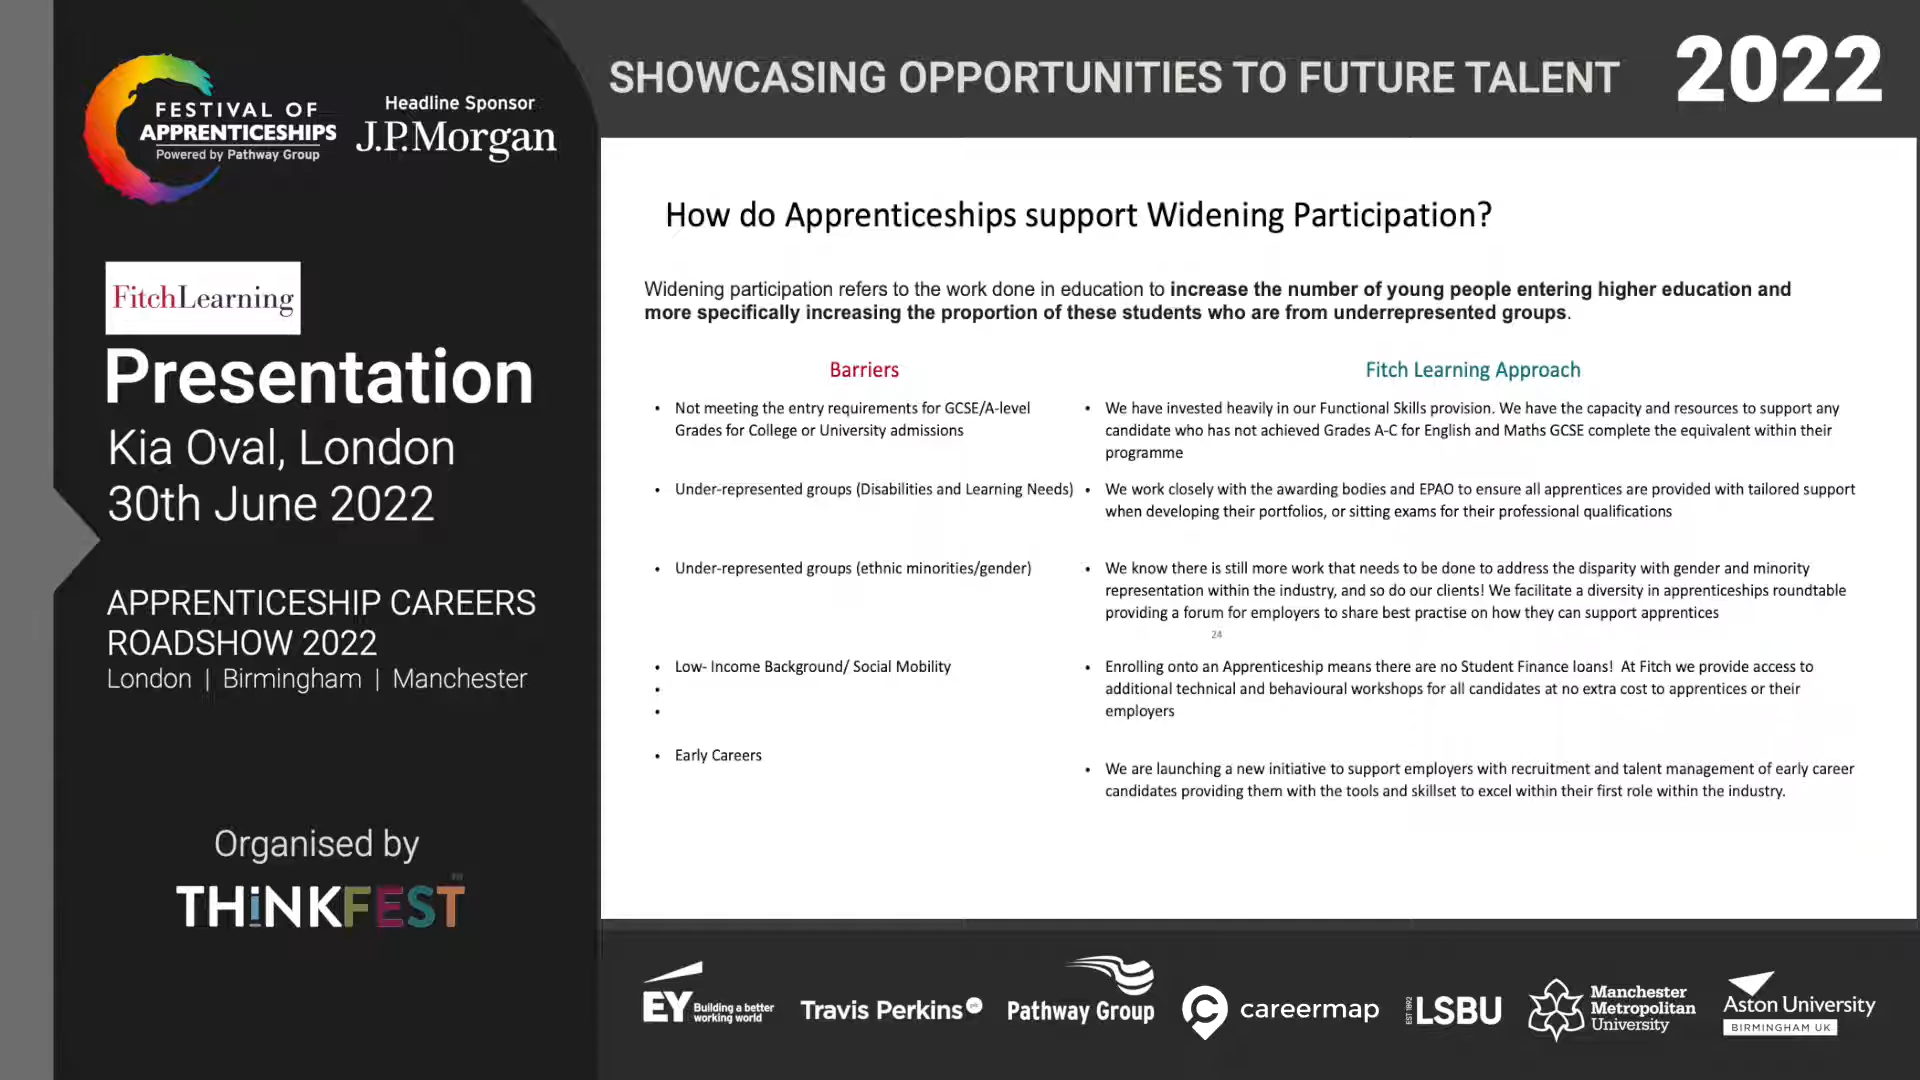 FESTIVAL OF
APPRENTICESHIPS
Powered by Pathway Group
Headline Sponsor
J.P.Morgan
SHOWCASING OPPORTUNITIES TO FUTURE TALENT
2022
FitchLearning
Presentation
Kia Oval, London
30th June 2022
APPRENTICESHIP CAREERS
ROADSHOW 2022
London | Birmingham | Manchester
Organised by
THiNKFEST
How do Apprenticeships support Widening Participation?
Widening participation refers to the work done in education to increase the number of young people entering higher education and
more specifically increasing the proportion of these students who are from underrepresented groups.
Barriers
• Not meeting the entry requirements for GCSE/A-level
Grades for College or University admissions
• Under-represented groups (Disabilities and Learning Needs)
• Under-represented groups (ethnic minorities/gender)
• Low- Income Background/ Social Mobility
•
•
• Early Careers
Fitch Learning Approach
• We have invested heavily in our Functional Skills provision. We have the capacity and resources to support any
candidate who has not achieved Grades A-C for English and Maths GCSE complete the equivalent within their
programme
• We work closely with the awarding bodies and EPAO to ensure all apprentices are provided with tailored support
when developing their portfolios, or sitting exams for their professional qualifications
• We know there is still more work that needs to be done to address the disparity with gender and minority
representation within the industry, and so do our clients! We facilitate a diversity in apprenticeships roundtable
providing a forum for employers to share best practise on how they can support apprentices
24
• Enrolling onto an Apprenticeship means there are no Student Finance loans! At Fitch we provide access to
additional technical and behavioural workshops for all candidates at no extra cost to apprentices or their
employers
• We are launching a new initiative to support employers with recruitment and talent management of early career
candidates providing them with the tools and skillset to excel within their first role within the industry.
EY
Building a better
working world
Travis Perkins
Pathway Group
careermap
EST 1892
LSBU
Manchester
Metropolitan
University
Aston University
BIRMINGHAM UK